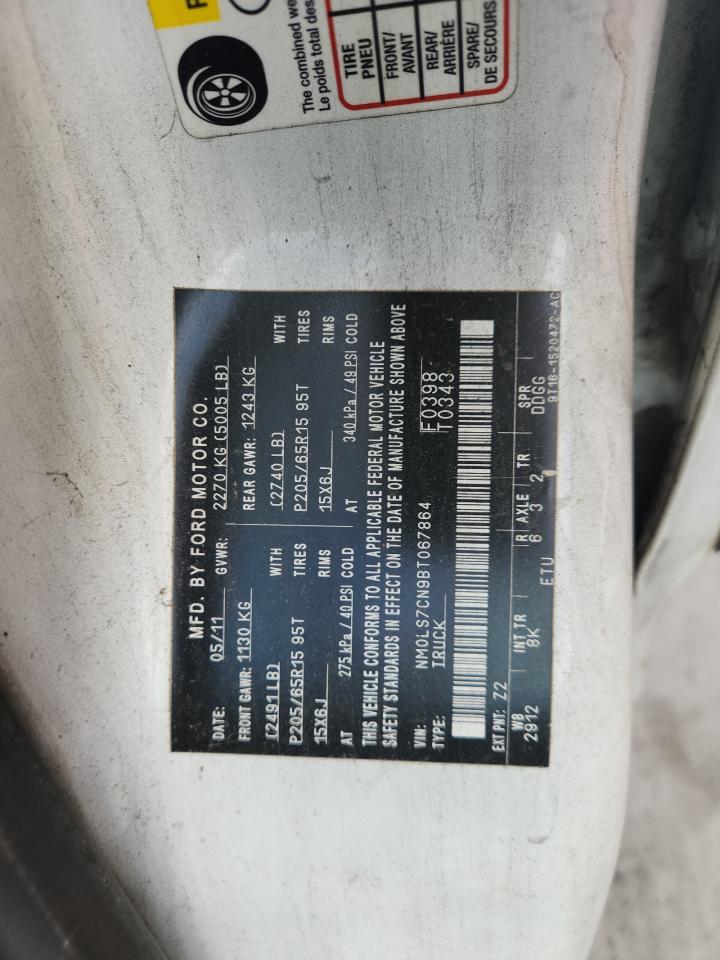 MFD. BY FORD MOTOR CO.
DATE: 05/11 GVWR: 2270 KG (5005 LB)
FRONT GAWR: 1130 KG REAR GAWR: 1243 KG
(2491 LB) WITH (2740 LB) WITH
P205/65R15 95T TIRES P205/65R15 95T TIRES
15X6J RIMS 15X6J RIMS
AT 275 kPa / 40 PSI COLD AT 340 kPa / 49 PSI COLD
THIS VEHICLE CONFORMS TO ALL APPLICABLE FEDERAL MOTOR VEHICLE
SAFETY STANDARDS IN EFFECT ON THE DATE OF MANUFACTURE SHOWN ABOVE
VIN: NM0LS7CN9BT067864 F0398
TYPE: TRUCK T0343
EXT PNT: Z2
WB INT TR R AXLE TR SPR
2912 8K 6 3 2 DDGG
ETU 9T16-1520472-AC
P
The combined we
Le poids total des
TIRE
PNEU
FRONT/
AVANT
REAR/
ARRIÈRE
SPARE/
DE SECOURS